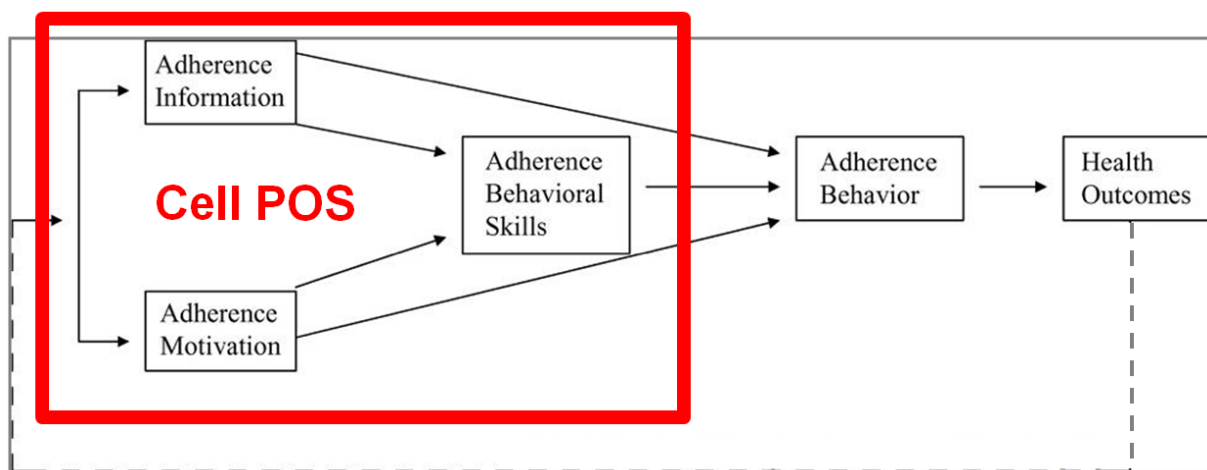 Adherence
Information
Cell POS
Adherence
Behavioral
Skills
Adherence
Motivation
Adherence
Behavior
Health
Outcomes